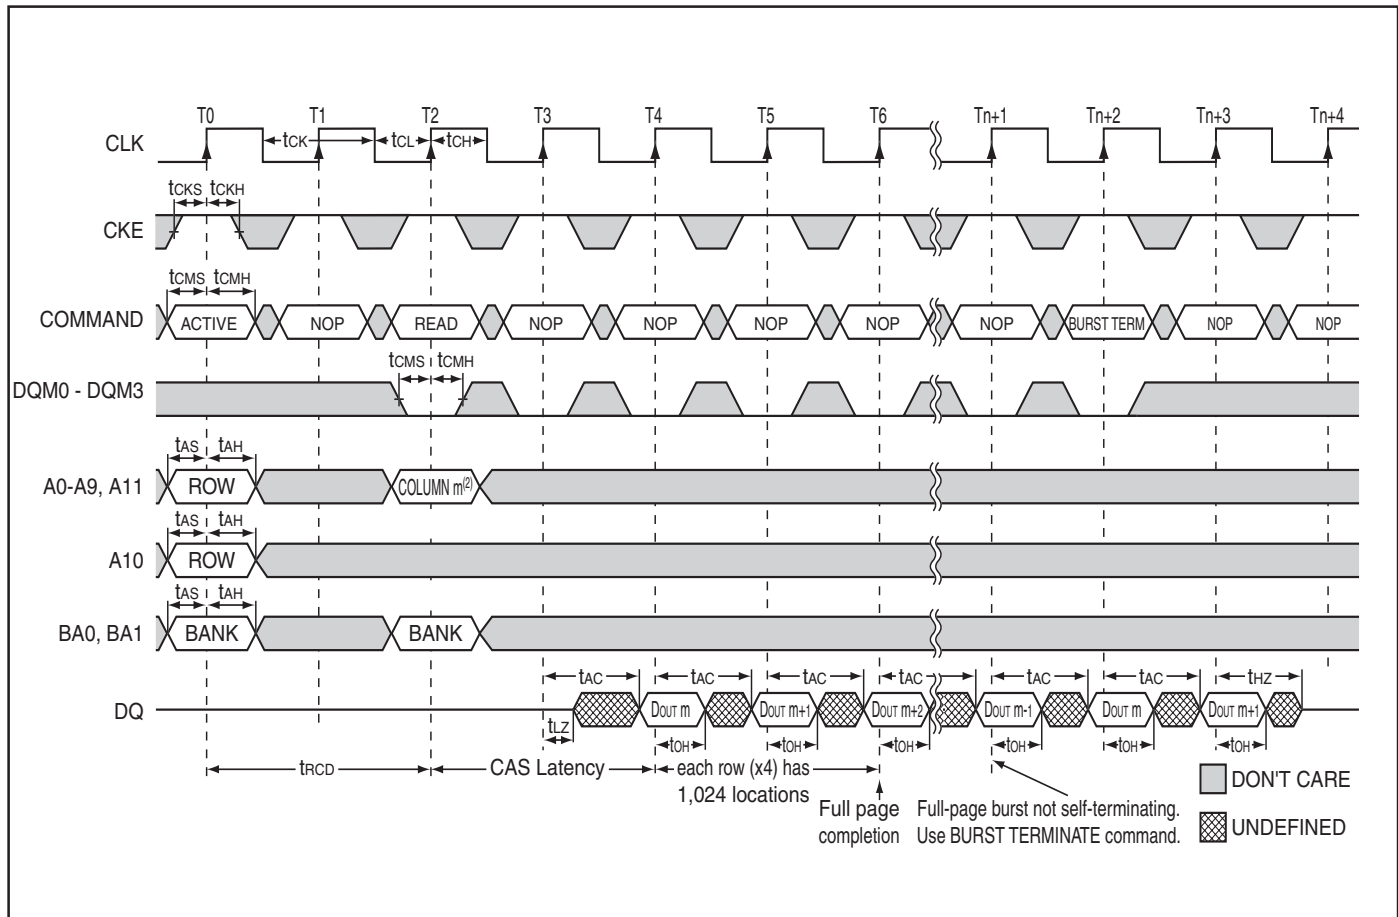 T0 T1 T2 T3 T4 T5 T6 Tn+1 Tn+2 Tn+3 Tn+4
CLK tCK tCL tCH
tCKS tCKH
CKE
tCMS tCMH
COMMAND ACTIVE NOP READ NOP NOP NOP NOP NOP BURST TERM NOP NOP
tCMS tCMH
DQM0 - DQM3
tAS tAH
A0-A9, A11 ROW COLUMN m(2)
tAS tAH
A10 ROW
tAS tAH
BA0, BA1 BANK BANK
tAC tAC tAC tAC tAC tAC tHZ
DQ DOUT m DOUT m+1 DOUT m+2 DOUT m-1 DOUT m DOUT m+1
tLZ tOH tOH tOH tOH tOH tOH
tRCD CAS Latency each row (x4) has
1,024 locations
Full page
completion
Full-page burst not self-terminating.
Use BURST TERMINATE command.
DON'T CARE
UNDEFINED